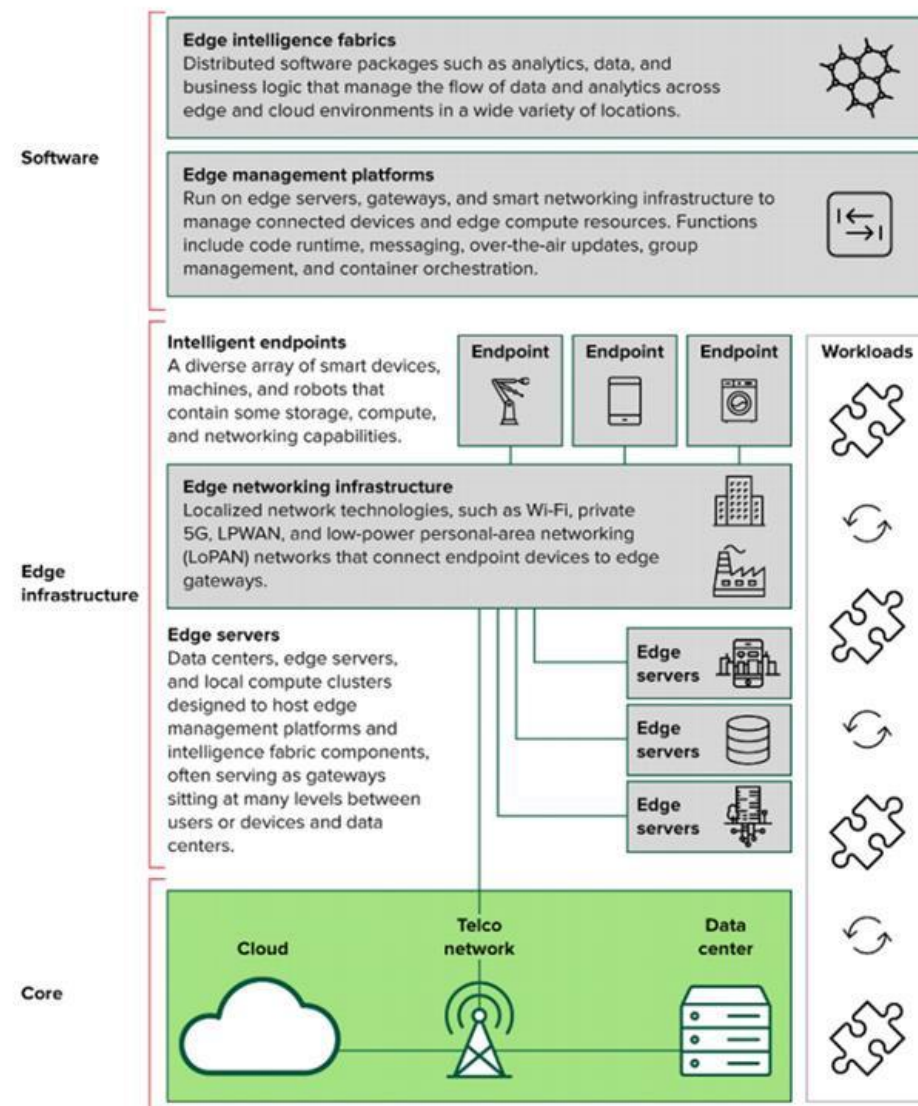 Software
Edge intelligence fabrics
Distributed software packages such as analytics, data, and
business logic that manage the flow of data and analytics across
edge and cloud environments in a wide variety of locations.
Edge management platforms
Run on edge servers, gateways, and smart networking infrastructure to
manage connected devices and edge compute resources. Functions
include code runtime, messaging, over-the-air updates, group
management, and container orchestration.
Edge
infrastructure
Intelligent endpoints
A diverse array of smart devices,
machines, and robots that
contain some storage, compute,
and networking capabilities.
Endpoint
Endpoint
Endpoint
Workloads
Edge networking infrastructure
Localized network technologies, such as Wi-Fi, private
5G, LPWAN, and low-power personal-area networking
(LoPAN) networks that connect endpoint devices to edge
gateways.
Edge servers
Data centers, edge servers,
and local compute clusters
designed to host edge
management platforms and
intelligence fabric components,
often serving as gateways
sitting at many levels between
users or devices and data
centers.
Edge
servers
Edge
servers
Edge
servers
Core
Cloud
Telco
network
Data
center